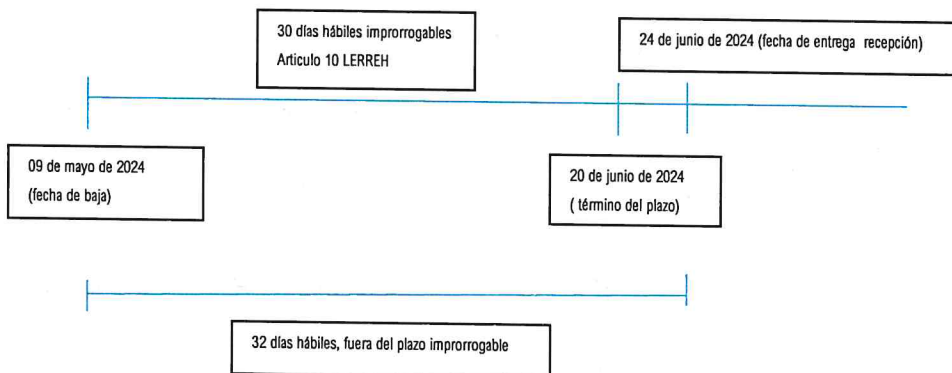 30 días hábiles improrrogables
Articulo 10 LERREH
24 de junio de 2024 (fecha de entrega recepción)
09 de mayo de 2024
(fecha de baja)
20 de junio de 2024
( término del plazo)
32 días hábiles, fuera del plazo improrrogable